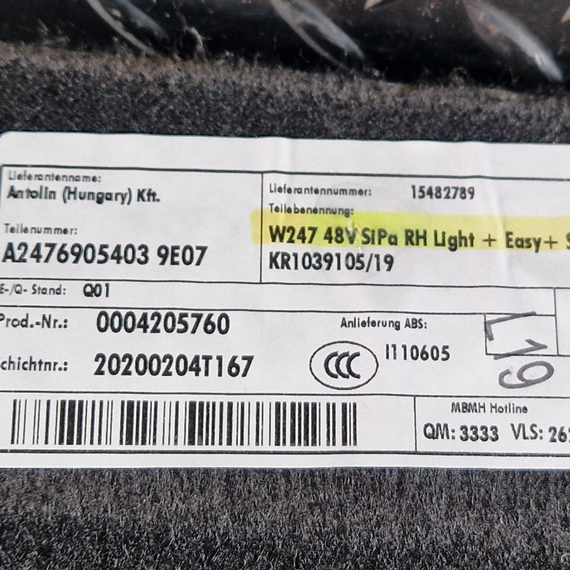 Lieferantenname:
Antolin (Hungary) Kft.
Lieferantennummer: 15482789
Teilebenennung:
W247 48V SiPa RH Light + Easy+
KR1039105/19
Teilenummer:
A2476905403 9E07
E-/Q- Stand: Q01
Prod.-Nr.: 0004205760
Anlieferung ABS:
I110605
chichtnr.: 20200204T167
CCC
L19
MBMH Hotline
QM: 3333 VLS: 262